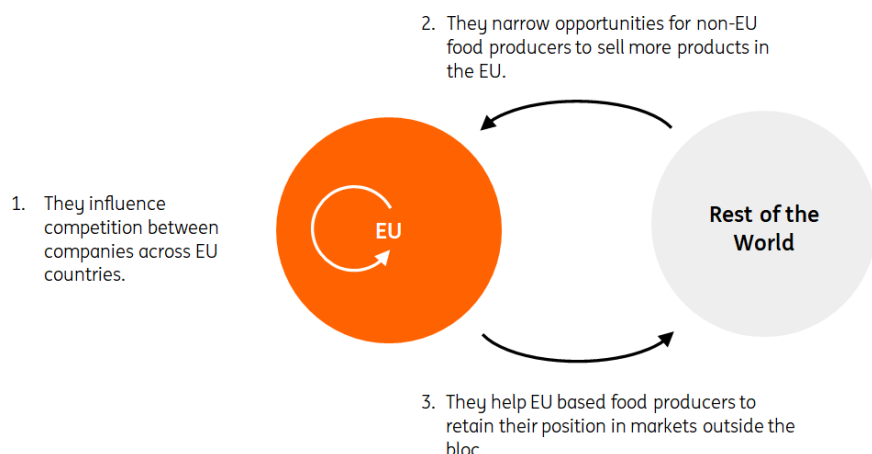 2. They narrow opportunities for non-EU
food producers to sell more products in
the EU.
1. They influence
competition between
companies across EU
countries.
EU
Rest of the
World
3. They help EU based food producers to
retain their position in markets outside the
bloc